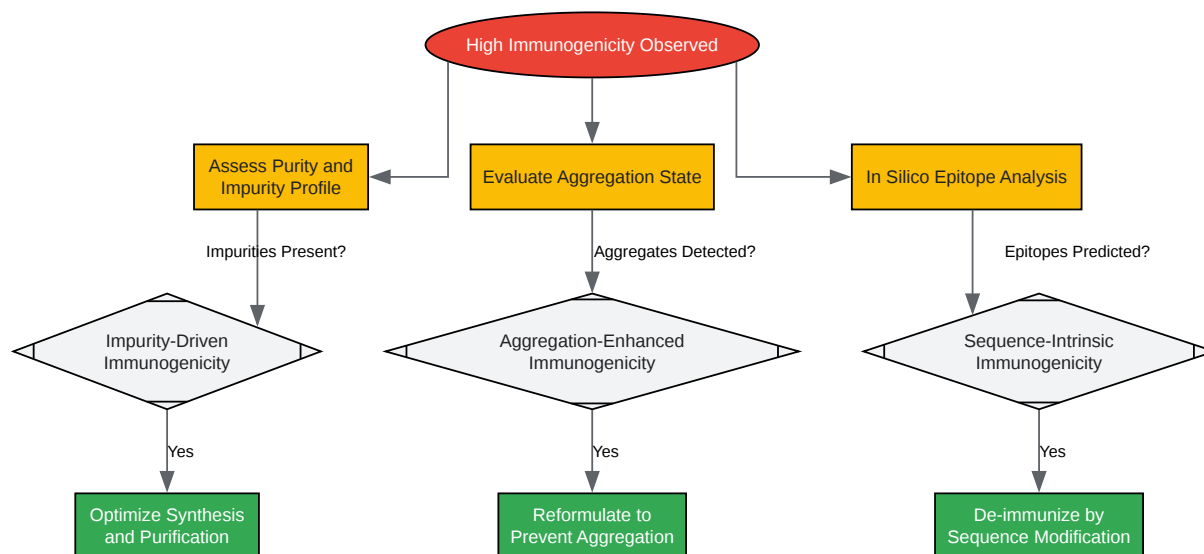 High Immunogenicity Observed
Assess Purity and
Impurity Profile
Evaluate Aggregation State
In Silico Epitope Analysis
Impurities Present?
Aggregates Detected?
Epitopes Predicted?
Impurity-Driven
Immunogenicity
Aggregation-Enhanced
Immunogenicity
Sequence-Intrinsic
Immunogenicity
Yes
Yes
Yes
Optimize Synthesis
and Purification
Reformulate to
Prevent Aggregation
De-immunize by
Sequence Modification